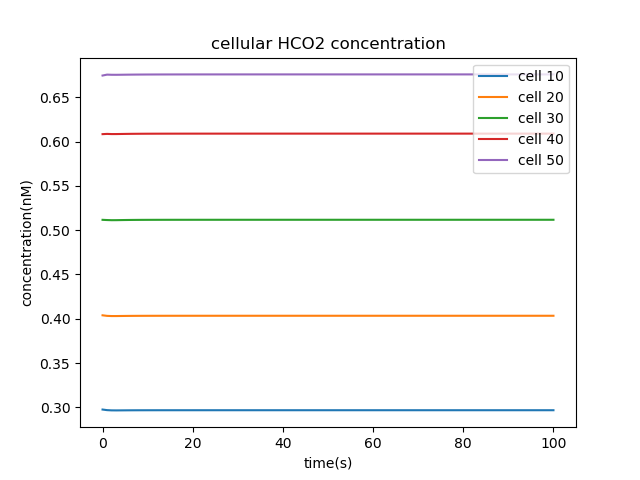 cellular HCO2 concentration
concentration(nM)
0.65
0.60
0.55
0.50
0.45
0.40
0.35
0.30
cell 10
cell 20
cell 30
cell 40
cell 50
0 20 40 60 80 100
time(s)